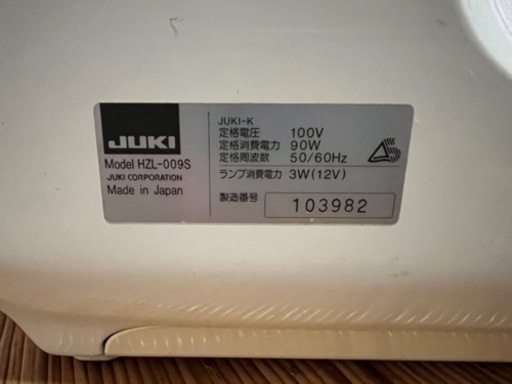 JUKI
Model HZL-009S
JUKI CORPORATION
Made in Japan
JUKI-K
定格電圧 100V
定格消費電力 90W
定格周波数 50/60Hz
ランプ消費電力 3W(12V)
製造番号 103982